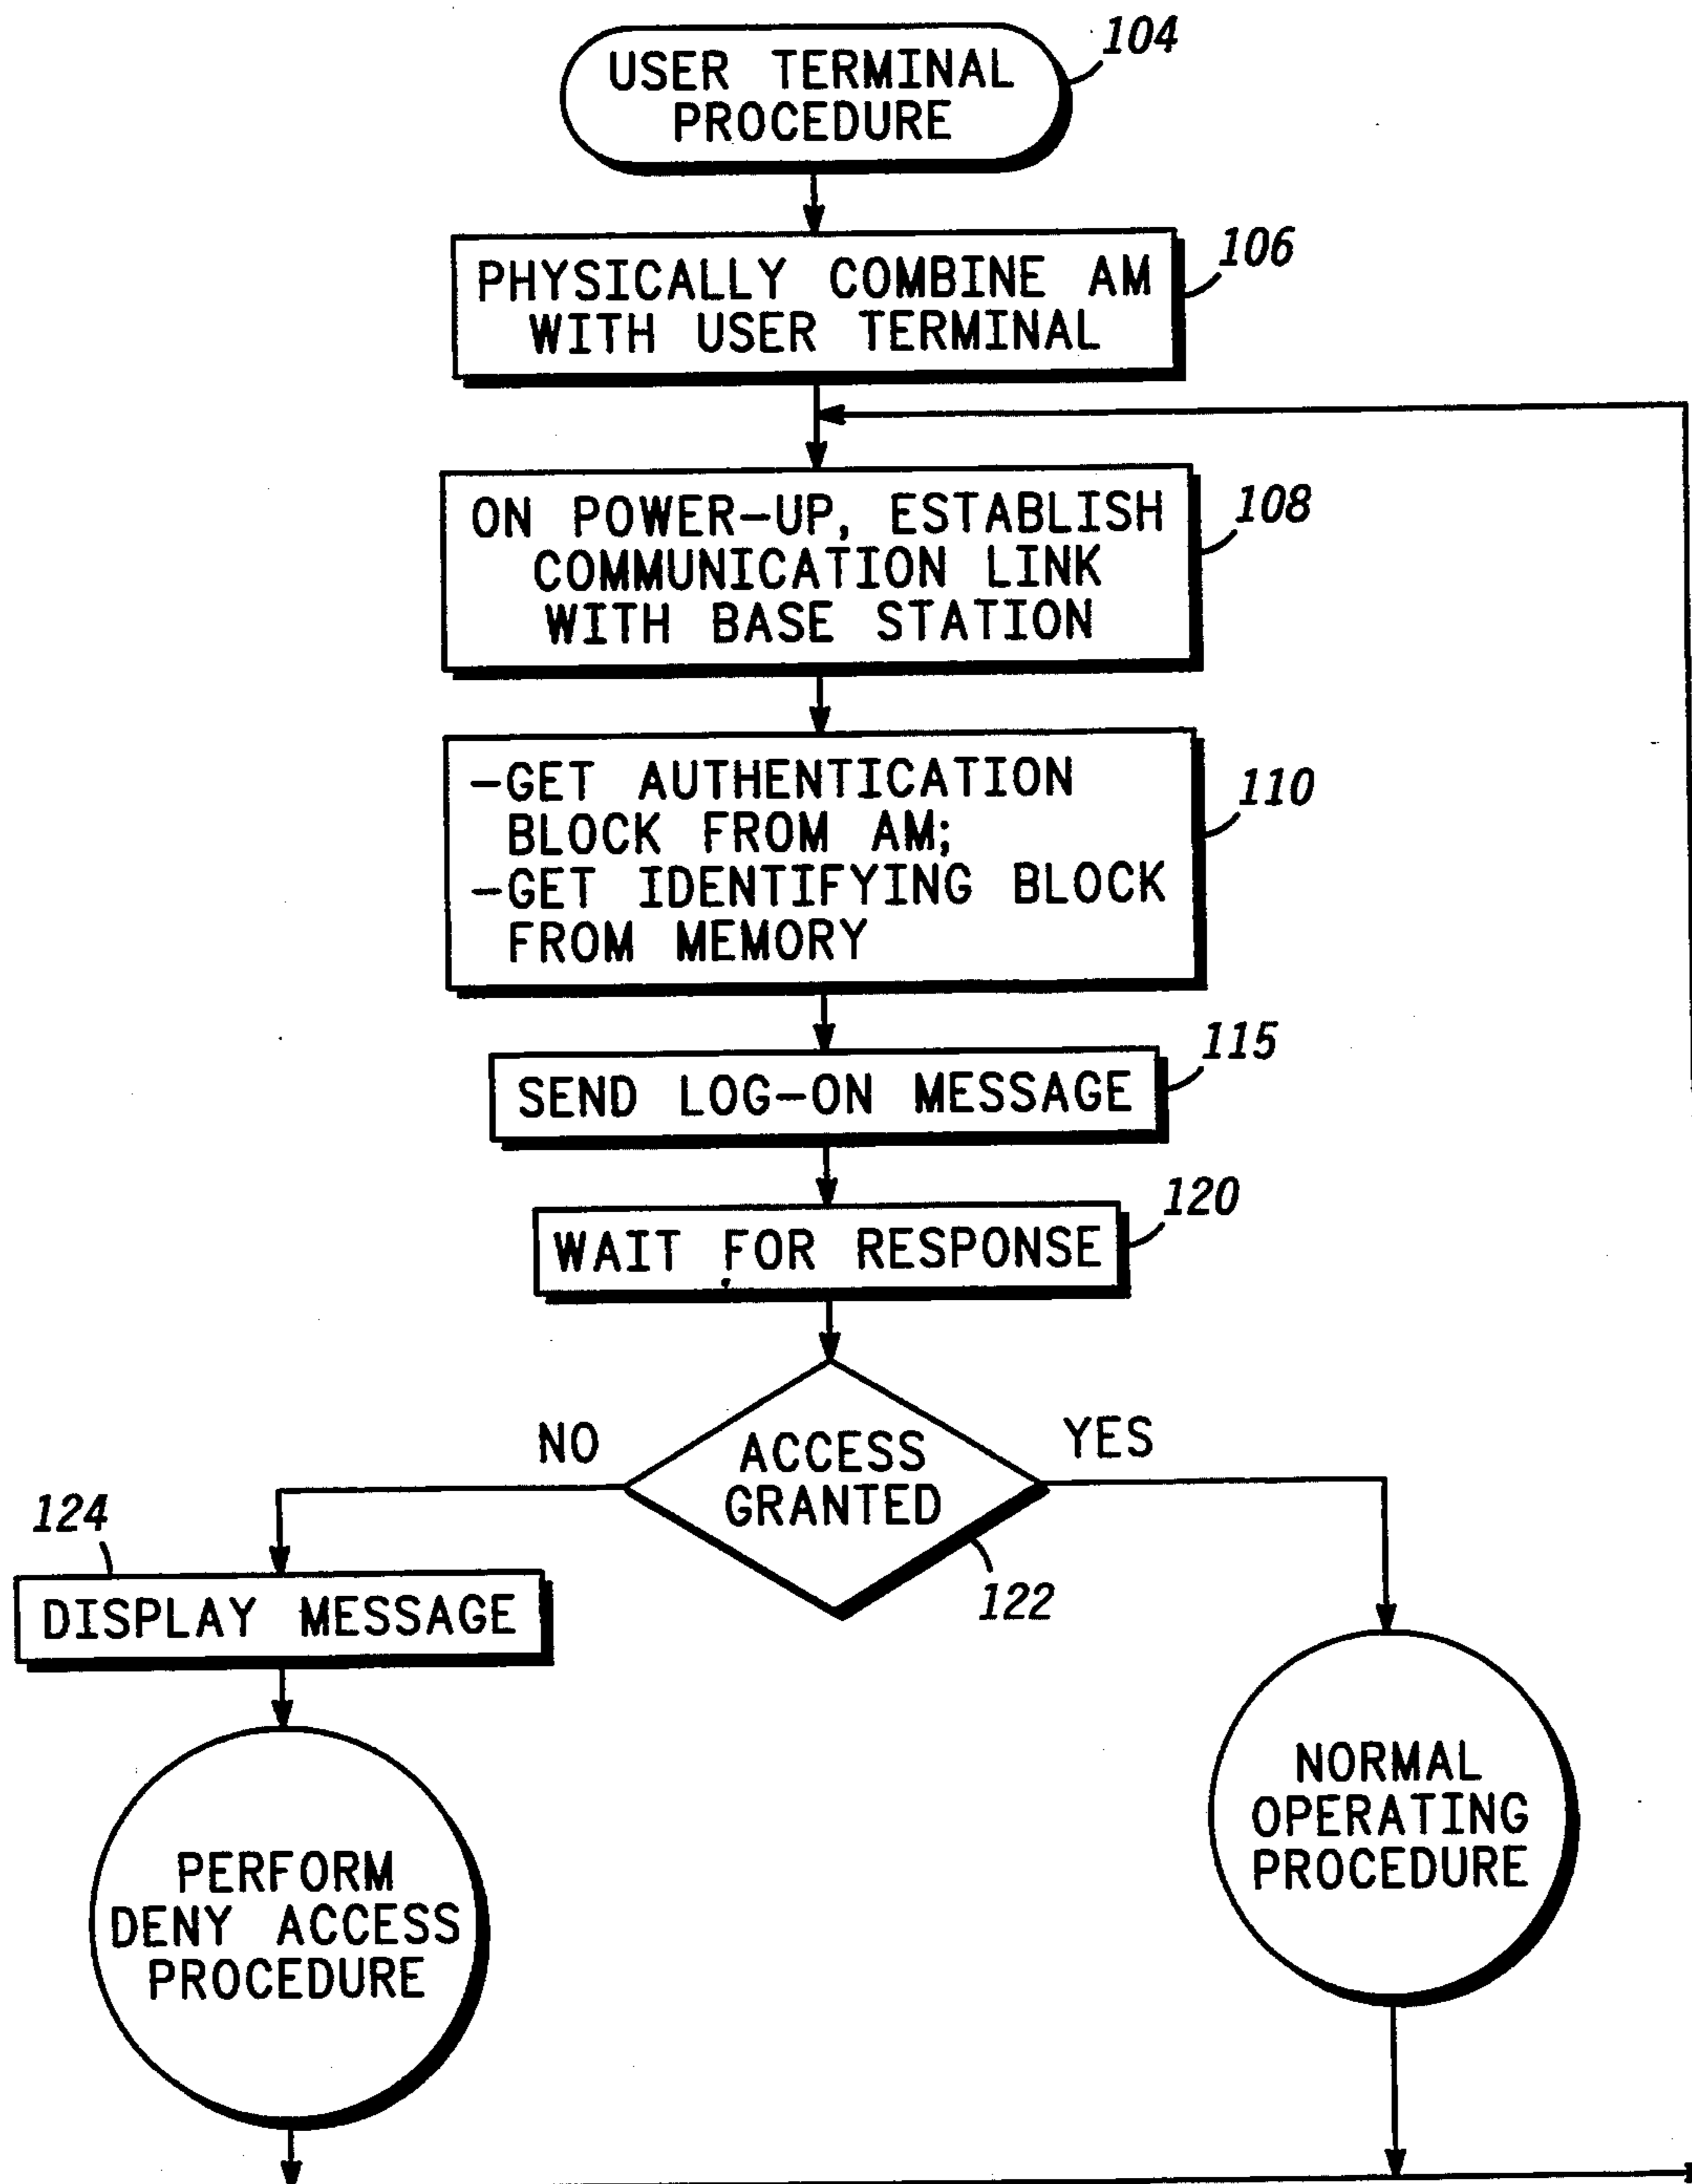 104
USER TERMINAL
PROCEDURE
106
PHYSICALLY COMBINE AM
WITH USER TERMINAL
108
ON POWER-UP, ESTABLISH
COMMUNICATION LINK
WITH BASE STATION
110
-GET AUTHENTICATION
BLOCK FROM AM;
-GET IDENTIFYING BLOCK
FROM MEMORY
115
SEND LOG-ON MESSAGE
120
WAIT FOR RESPONSE
NO
YES
ACCESS
GRANTED
122
124
DISPLAY MESSAGE
PERFORM
DENY ACCESS
PROCEDURE
NORMAL
OPERATING
PROCEDURE